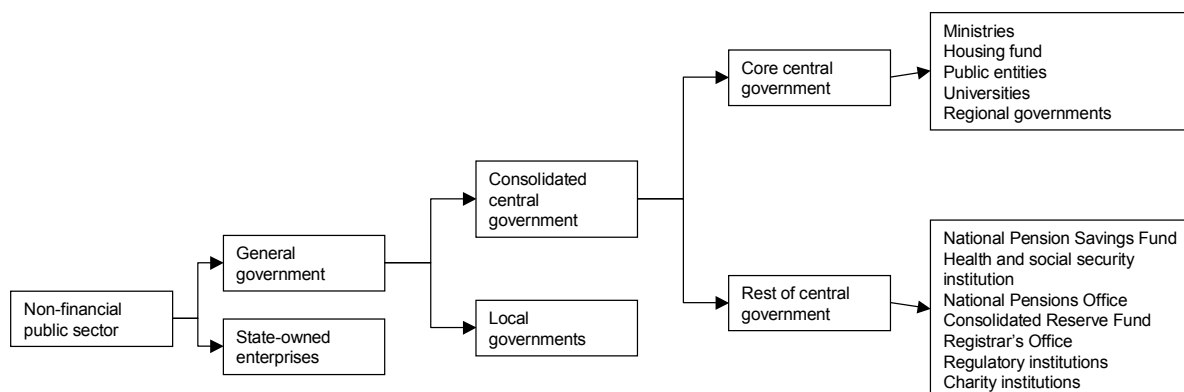 Non-financial
public sector
General
government
State-owned
enterprises
Consolidated
central
government
Local
governments
Core central
government
Rest of central
government
Ministries
Housing fund
Public entities
Universities
Regional governments
National Pension Savings Fund
Health and social security
institution
National Pensions Office
Consolidated Reserve Fund
Registrar’s Office
Regulatory institutions
Charity institutions